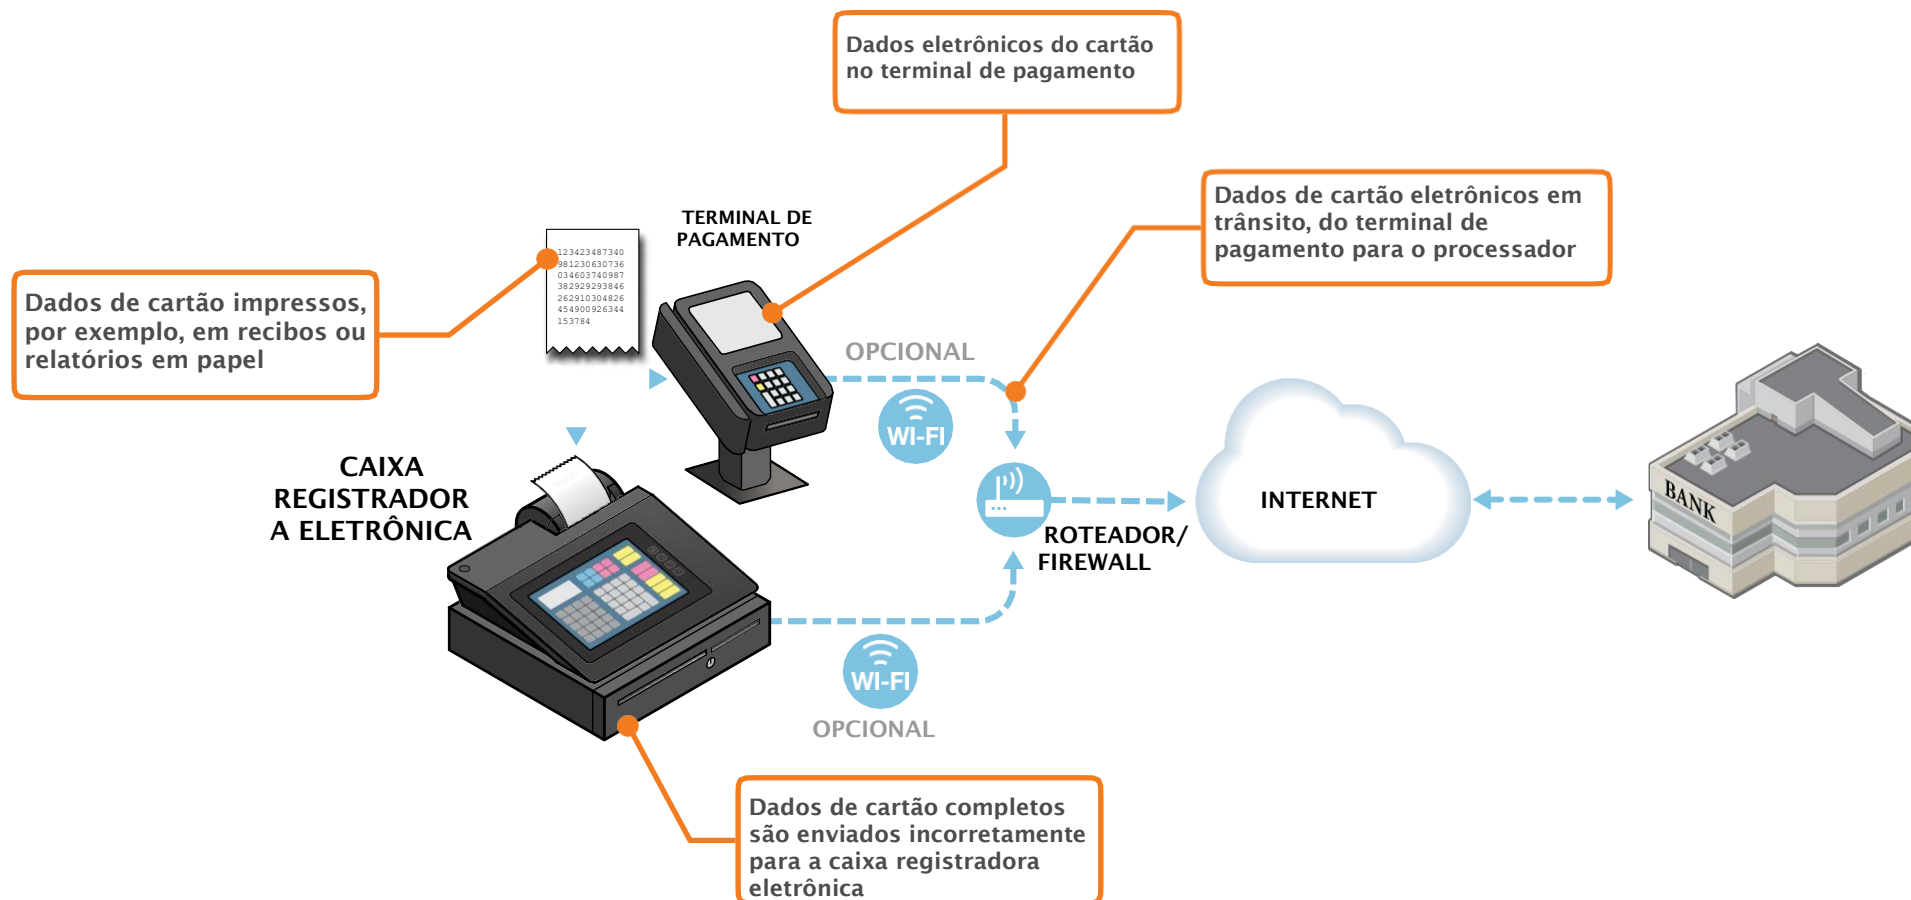 Dados eletrônicos do cartão
no terminal de pagamento
Dados de cartão eletrônicos em
trânsito, do terminal de
pagamento para o processador
TERMINAL DE
PAGAMENTO
123423487340
981230630736
034603740987
382929293846
262910304826
454900926344
153784
Dados de cartão impressos,
por exemplo, em recibos ou
relatórios em papel
OPCIONAL
WI-FI
CAIXA
REGISTRADOR
A ELETRÔNICA
INTERNET
BANK
ROTEADOR/
FIREWALL
WI-FI
OPCIONAL
Dados de cartão completos
são enviados incorretamente
para a caixa registradora
eletrônica